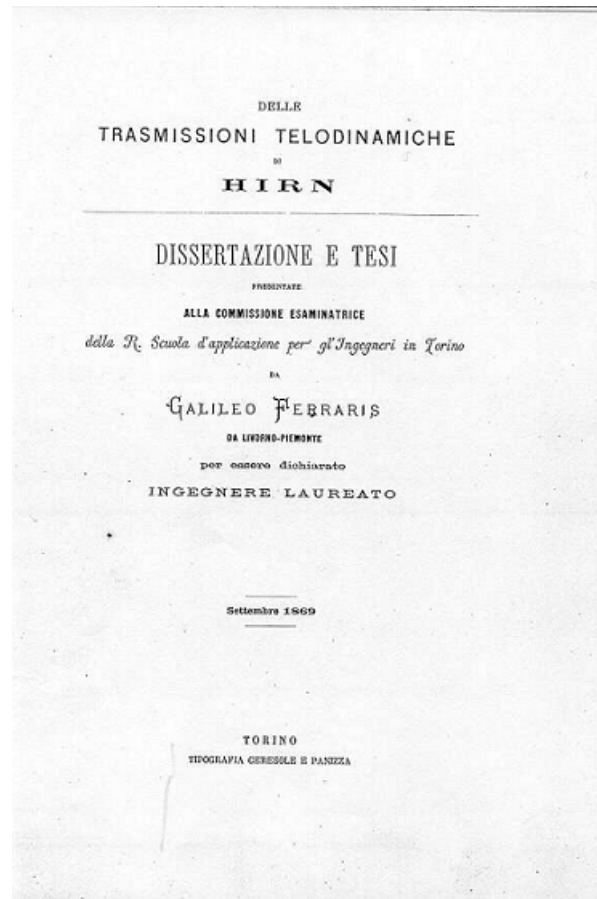 DELLE
TRASMISSIONI TELODINAMICHE
DI
HIRN
DISSERTAZIONE E TESI
PRESENTATE
ALLA COMMISSIONE ESAMINATRICE
della R. Scuola d'applicazione per gl'Ingegneri in Torino
DA
GALILEO FERRARIS
DA LIVORNO-PIEMONTE
per essere dichiarato
INGEGNERE LAUREATO
Settembre 1869
TORINO
TIPOGRAFIA CERESOLE E PANIZZA